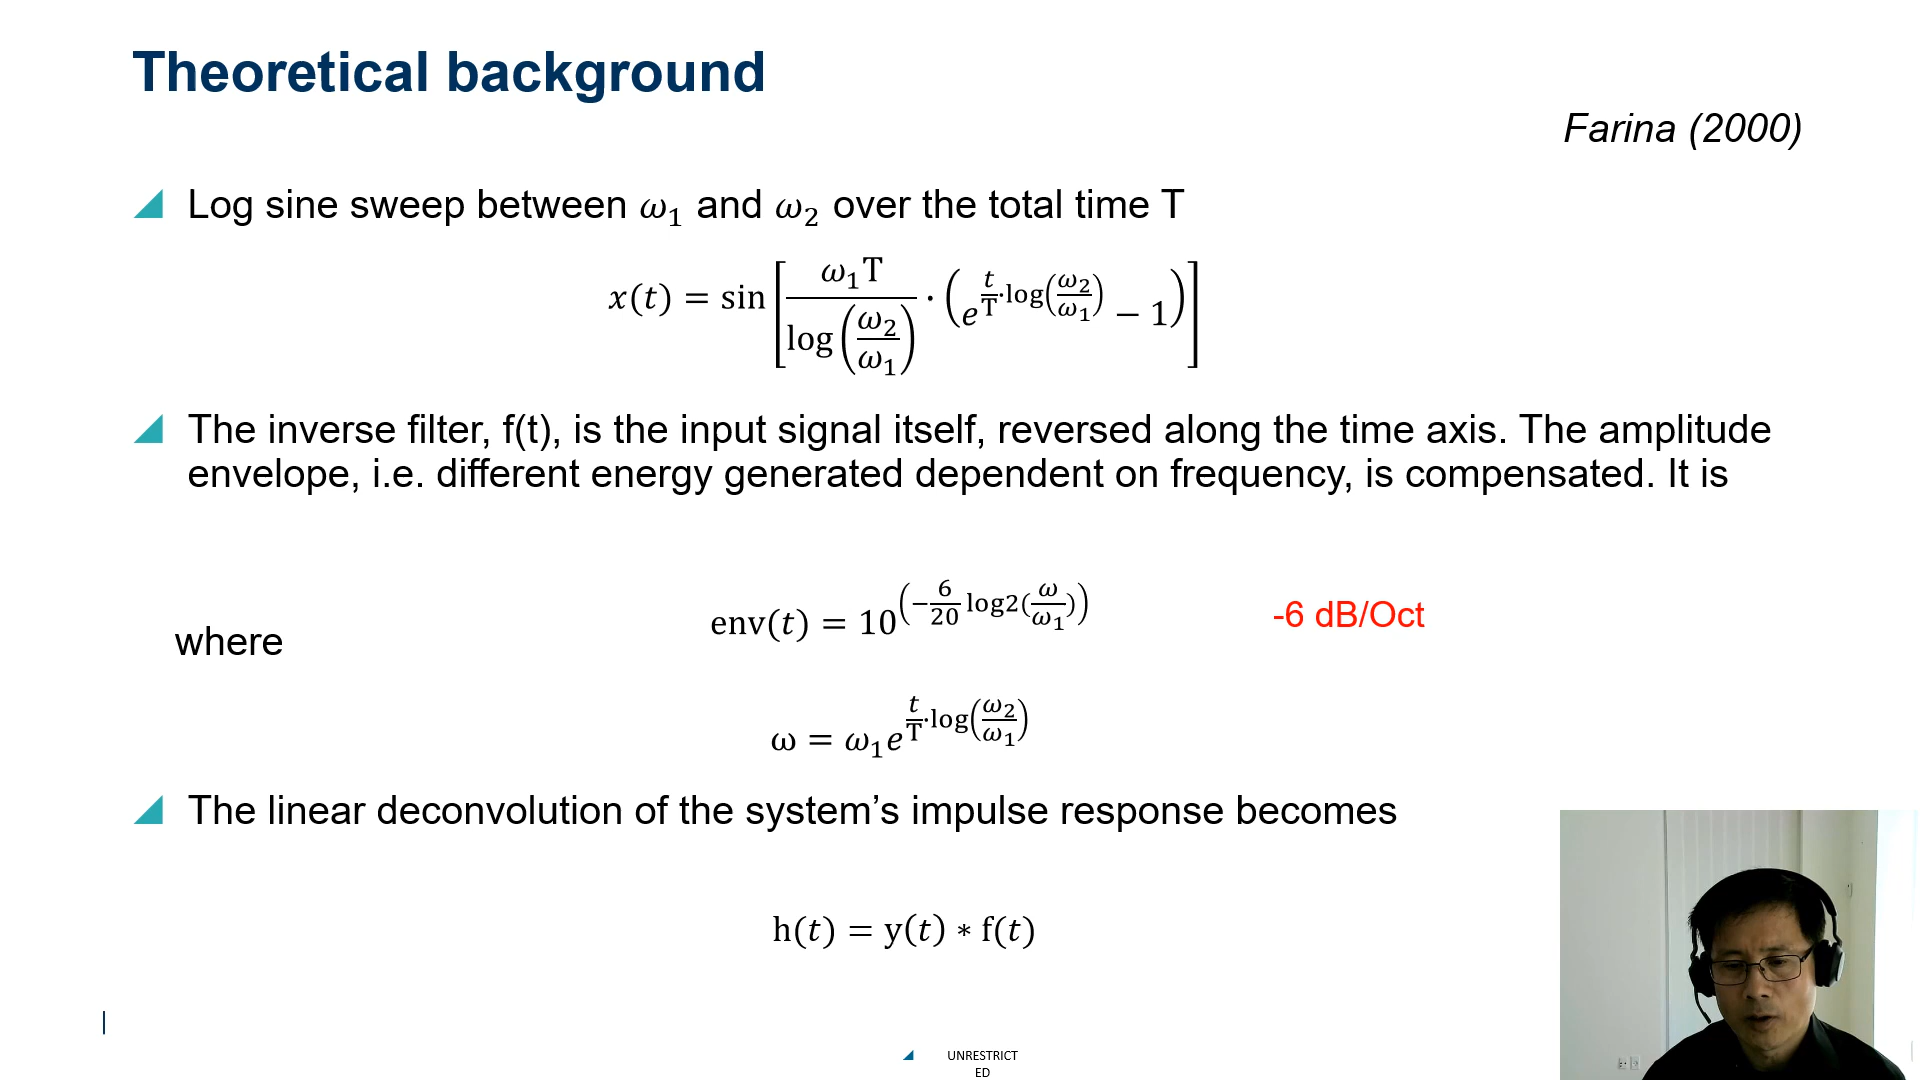 Theoretical background
Farina (2000)
Log sine sweep between ω₁ and ω₂ over the total time T
x(t) = sin[ω₁T / log(ω₂/ω₁) · (e^(t/T·log(ω₂/ω₁)) − 1)]
The inverse filter, f(t), is the input signal itself, reversed along the time axis. The amplitude
envelope, i.e. different energy generated dependent on frequency, is compensated. It is
env(t) = 10^(−6/20 log2(ω/ω₁))
-6 dB/Oct
where
ω = ω₁e^(t/T·log(ω₂/ω₁))
The linear deconvolution of the system’s impulse response becomes
h(t) = y(t) ∗ f(t)
UNRESTRICT
ED